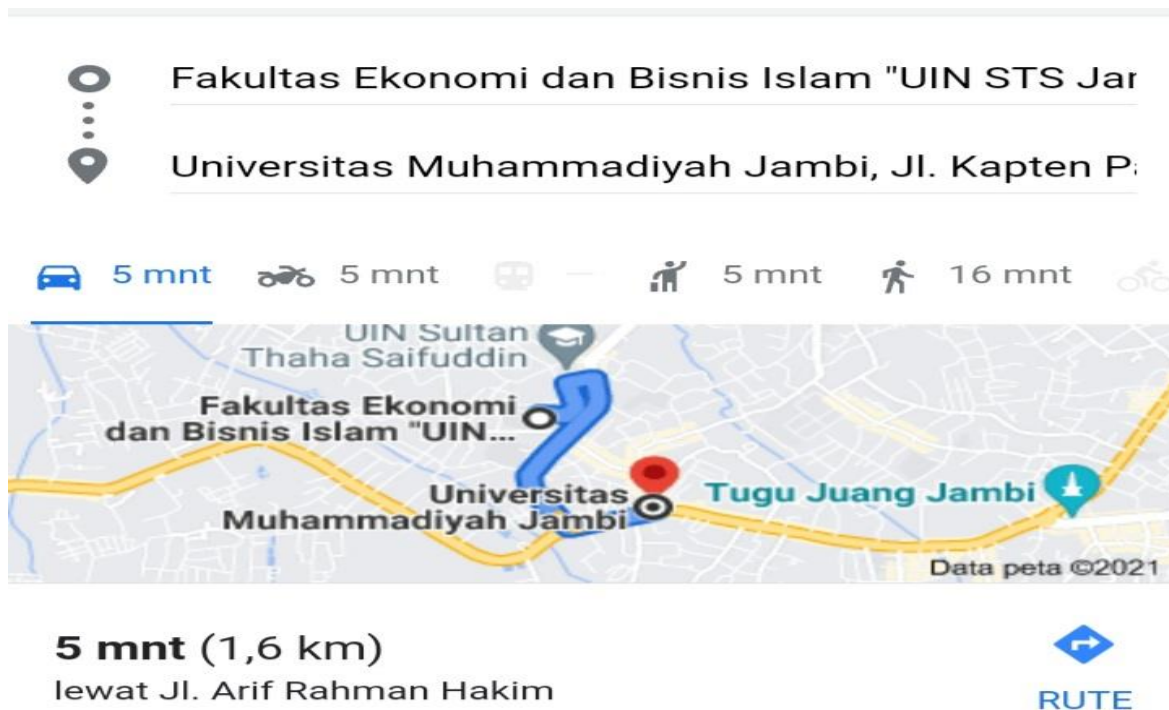 Fakultas Ekonomi dan Bisnis Islam "UIN STS Jar
Universitas Muhammadiyah Jambi, Jl. Kapten Pa
5 mnt 5 mnt — 5 mnt 16 mnt
UIN Sultan
Thaha Saifuddin
Fakultas Ekonomi
dan Bisnis Islam "UIN...
Universitas
Muhammadiyah Jambi
Tugu Juang Jambi
Data peta ©2021
5 mnt (1,6 km)
lewat Jl. Arif Rahman Hakim
RUTE